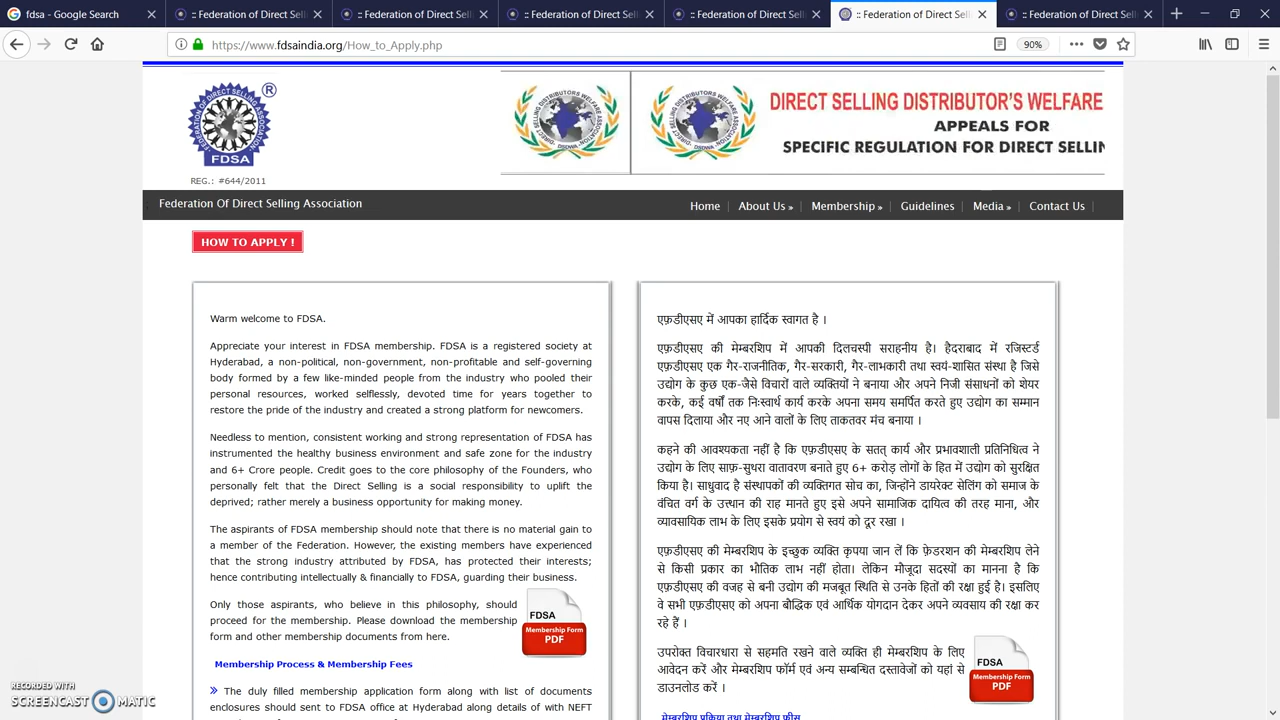 fdsa - Google Search
:: Federation of Direct Sell
:: Federation of Direct Sell
:: Federation of Direct Sell
:: Federation of Direct Sell
:: Federation of Direct Sell
:: Federation of Direct Sell
https://www.fdsaindia.org/How_to_Apply.php
90%
FEDERATION OF DIRECT SELLING ASSOCIATION
FDSA
®
REG.: #644/2011
DIRECT SELLING DISTRIBUTORS WELFARE ASSOCIATION
DSDWA
DIRECT SELLING DISTRIBUTORS WELFARE ASSOCIATION
DSDWA
DIRECT SELLING DISTRIBUTOR'S WELFARE
APPEALS FOR
SPECIFIC REGULATION FOR DIRECT SELLIN
Federation Of Direct Selling Association
Home
About Us »
Membership »
Guidelines
Media »
Contact Us
HOW TO APPLY !
Warm welcome to FDSA.
Appreciate your interest in FDSA membership. FDSA is a registered society at
Hyderabad, a non-political, non-government, non-profitable and self-governing
body formed by a few like-minded people from the industry who pooled their
personal resources, worked selflessly, devoted time for years together to
restore the pride of the industry and created a strong platform for newcomers.
Needless to mention, consistent working and strong representation of FDSA has
instrumented the healthy business environment and safe zone for the industry
and 6+ Crore people. Credit goes to the core philosophy of the Founders, who
personally felt that the Direct Selling is a social responsibility to uplift the
deprived; rather merely a business opportunity for making money.
The aspirants of FDSA membership should note that there is no material gain to
a member of the Federation. However, the existing members have experienced
that the strong industry attributed by FDSA, has protected their interests;
hence contributing intellectually & financially to FDSA, guarding their business.
Only those aspirants, who believe in this philosophy, should
proceed for the membership. Please download the membership
form and other membership documents from here.
FDSA
Membership Form
PDF
Membership Process & Membership Fees
» The duly filled membership application form along with list of documents
enclosures should sent to FDSA office at Hyderabad along details of with NEFT
एफ़डीएसए में आपका हार्दिक स्वागत है ।
एफ़डीएसए की मेम्बरशिप में आपकी दिलचस्पी सराहनीय है। हैदराबाद में रजिस्टर्ड
एफ़डीएसए एक गैर-राजनीतिक, गैर-सरकारी, गैर-लाभकारी तथा स्वयं-शासित संस्था है जिसे
उद्योग के कुछ एक-जैसे विचारों वाले व्यक्तियों ने बनाया और अपने निजी संसाधनों को शेयर
करके, कई वर्षों तक निःस्वार्थ कार्य करके अपना समय समर्पित करते हुए उद्योग का सम्मान
वापस दिलाया और नए आने वालों के लिए ताकतवर मंच बनाया ।
कहने की आवश्यकता नहीं है कि एफ़डीएसए के सतत् कार्य और प्रभावशाली प्रतिनिधित्व ने
उद्योग के लिए साफ़-सुथरा वातावरण बनाते हुए 6+ करोड़ लोगों के हित में उद्योग को सुरक्षित
किया है। साधुवाद है संस्थापकों की व्यक्तिगत सोच का, जिन्होंने डायरेक्ट सेलिंग को समाज के
वंचित वर्ग के उत्त्थान की राह मानते हुए इसे अपने सामाजिक दायित्व की तरह माना, और
व्यावसायिक लाभ के लिए इसके प्रयोग से स्वयं को दूर रखा ।
एफ़डीएसए की मेम्बरशिप के इच्छुक व्यक्ति कृपया जान लें कि फ़ेडरशन की मेम्बरशिप लेने
से किसी प्रकार का भौतिक लाभ नहीं होता। लेकिन मौजूदा सदस्यों का मानना है कि
एफ़डीएसए की वजह से बनी उद्योग की मजबूत स्थिति से उनके हितों की रक्षा हुई है। इसलिए
वे सभी एफ़डीएसए को अपना बौद्धिक एवं आर्थिक योगदान देकर अपने व्यवसाय की रक्षा कर
रहे हैं ।
उपरोक्त विचारधारा से सहमति रखने वाले व्यक्ति ही मेम्बरशिप के लिए
आवेदन करें और मेम्बरशिप फॉर्म एवं अन्य सम्बन्धित दस्तावेजों को यहां से
डाउनलोड करें ।
FDSA
Membership Form
PDF
मेम्बरशिप प्रक्रिया तथा मेम्बरशिप फ़ीस
RECORDED WITH
SCREENCAST MATIC